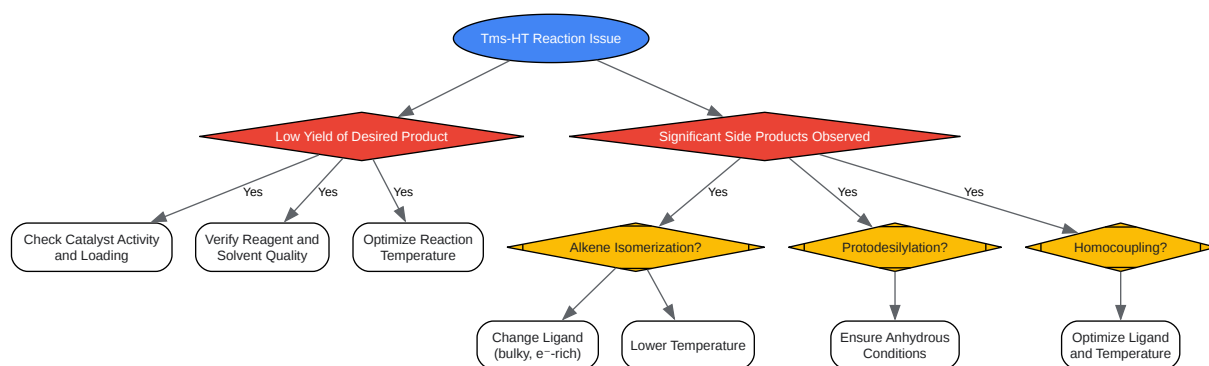 Tms-HT Reaction Issue
Low Yield of Desired Product
Significant Side Products Observed
Yes
Yes
Yes
Yes
Yes
Yes
Check Catalyst Activity
and Loading
Verify Reagent and
Solvent Quality
Optimize Reaction
Temperature
Alkene Isomerization?
Protodesilylation?
Homocoupling?
Change Ligand
(bulky, e⁻-rich)
Lower Temperature
Ensure Anhydrous
Conditions
Optimize Ligand
and Temperature